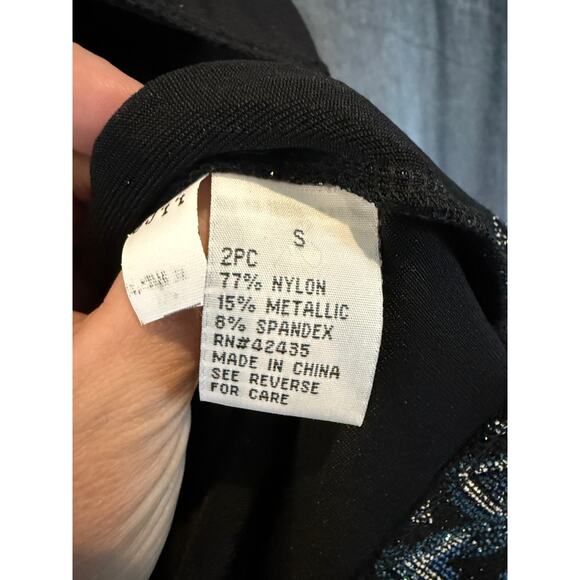 S
2PC
77% NYLON
15% METALLIC
8% SPANDEX
RN#42435
MADE IN CHINA
SEE REVERSE
FOR CARE